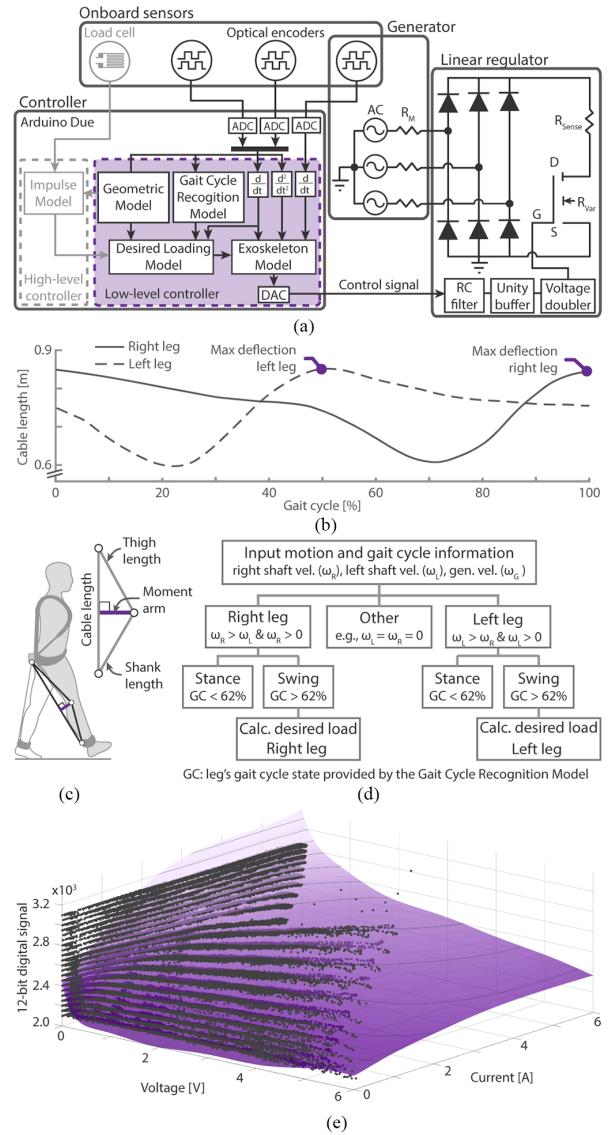 Onboard sensors
Load cell
Optical encoders
Generator
Linear regulator
Controller
Arduino Due
ADC
ADC
ADC
AC
R_M
R_Sense
D
G
S
R_Var
Impulse Model
Geometric Model
Gait Cycle Recogition Model
d/dt
d²/dt²
d/dt
Desired Loading Model
Exoskeleton Model
High-level controller
Low-level controller
DAC
Control signal
RC filter
Unity buffer
Voltage doubler
(a)
0.9
0.6
Cable length [m]
Right leg
Left leg
Max deflection left leg
Max deflection right leg
0 20 40 60 80 100
Gait cycle [%]
(b)
Thigh length
Cable length
Moment arm
Shank length
(c)
Input motion and gait cycle information
right shaft vel. (ω_R), left shaft vel. (ω_L), gen. vel. (ω_G )
Right leg
ω_R > ω_L & ω_R > 0
Other
e.g., ω_L = ω_R = 0
Left leg
ω_L > ω_R & ω_L > 0
Stance
GC < 62%
Swing
GC > 62%
Stance
GC < 62%
Swing
GC > 62%
Calc. desired load
Right leg
Calc. desired load
Left leg
GC: leg's gait cycle state provided by the Gait Cycle Recognition Model
(d)
x10³
3.2
2.8
2.4
2.0
12-bit digital signal
0 2 4 6
Voltage [V]
0 2 4 6
Current [A]
(e)